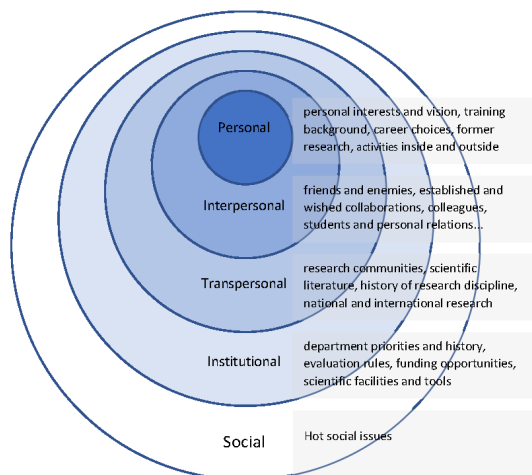 Personal
personal interests and vision, training
background, career choices, former
research, activities inside and outside
Interpersonal
friends and enemies, established and
wished collaborations, colleagues,
students and personal relations...
Transpersonal
research communities, scientific
literature, history of research discipline,
national and international research
Institutional
department priorities and history,
evaluation rules, funding opportunities,
scientific facilities and tools
Social
Hot social issues